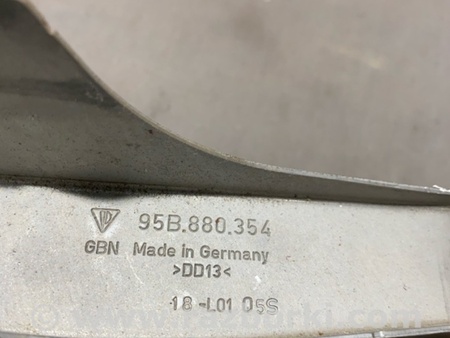 95B.880.354
GBN Made in Germany
>DD13<
18-L01 05S